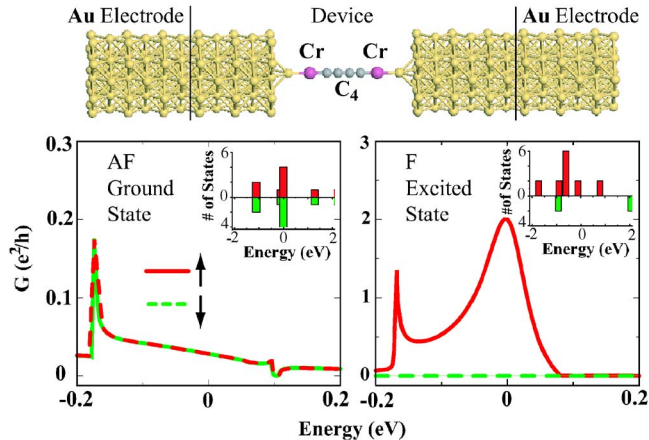 Au Electrode Device Au Electrode
Cr Cr
C4
0.3
0.2
0.1
0
G (e²/h)
AF
Ground
State
6
0
6
# of States
-2 0 2
Energy (eV)
-0.2 0 0.2
3
2
1
0
F
Excited
State
6
0
6
#of States
-2 0 2
Energy (eV)
-0.2 0 0.2
Energy (eV)